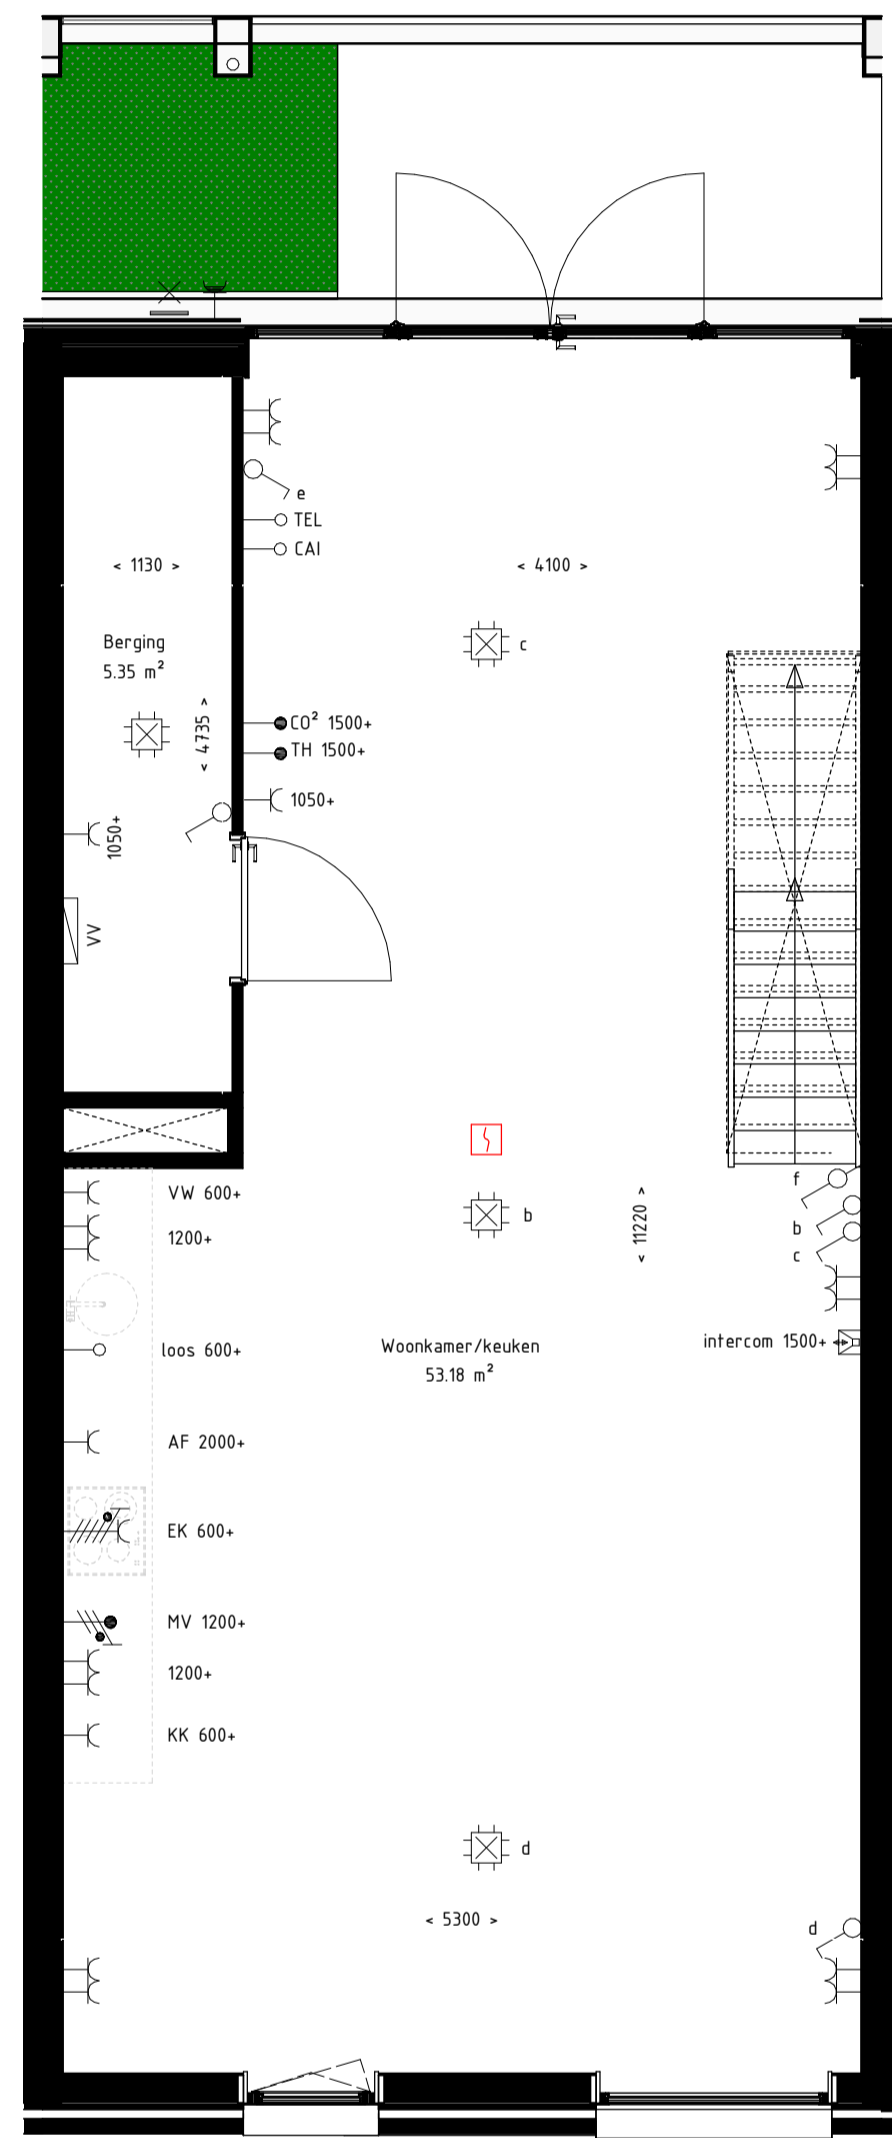 e
TEL
CAI
< 1130 >
< 4100 >
Berging
5.35 m²
c
< 4735 >
CO² 1500+
TH 1500+
1050+
1050+
VV
f
VW 600+
b
< 11220 >
b
1200+
c
loos 600+
Woonkamer/keuken
53.18 m²
intercom 1500+
AF 2000+
EK 600+
MV 1200+
1200+
KK 600+
d
< 5300 >
d